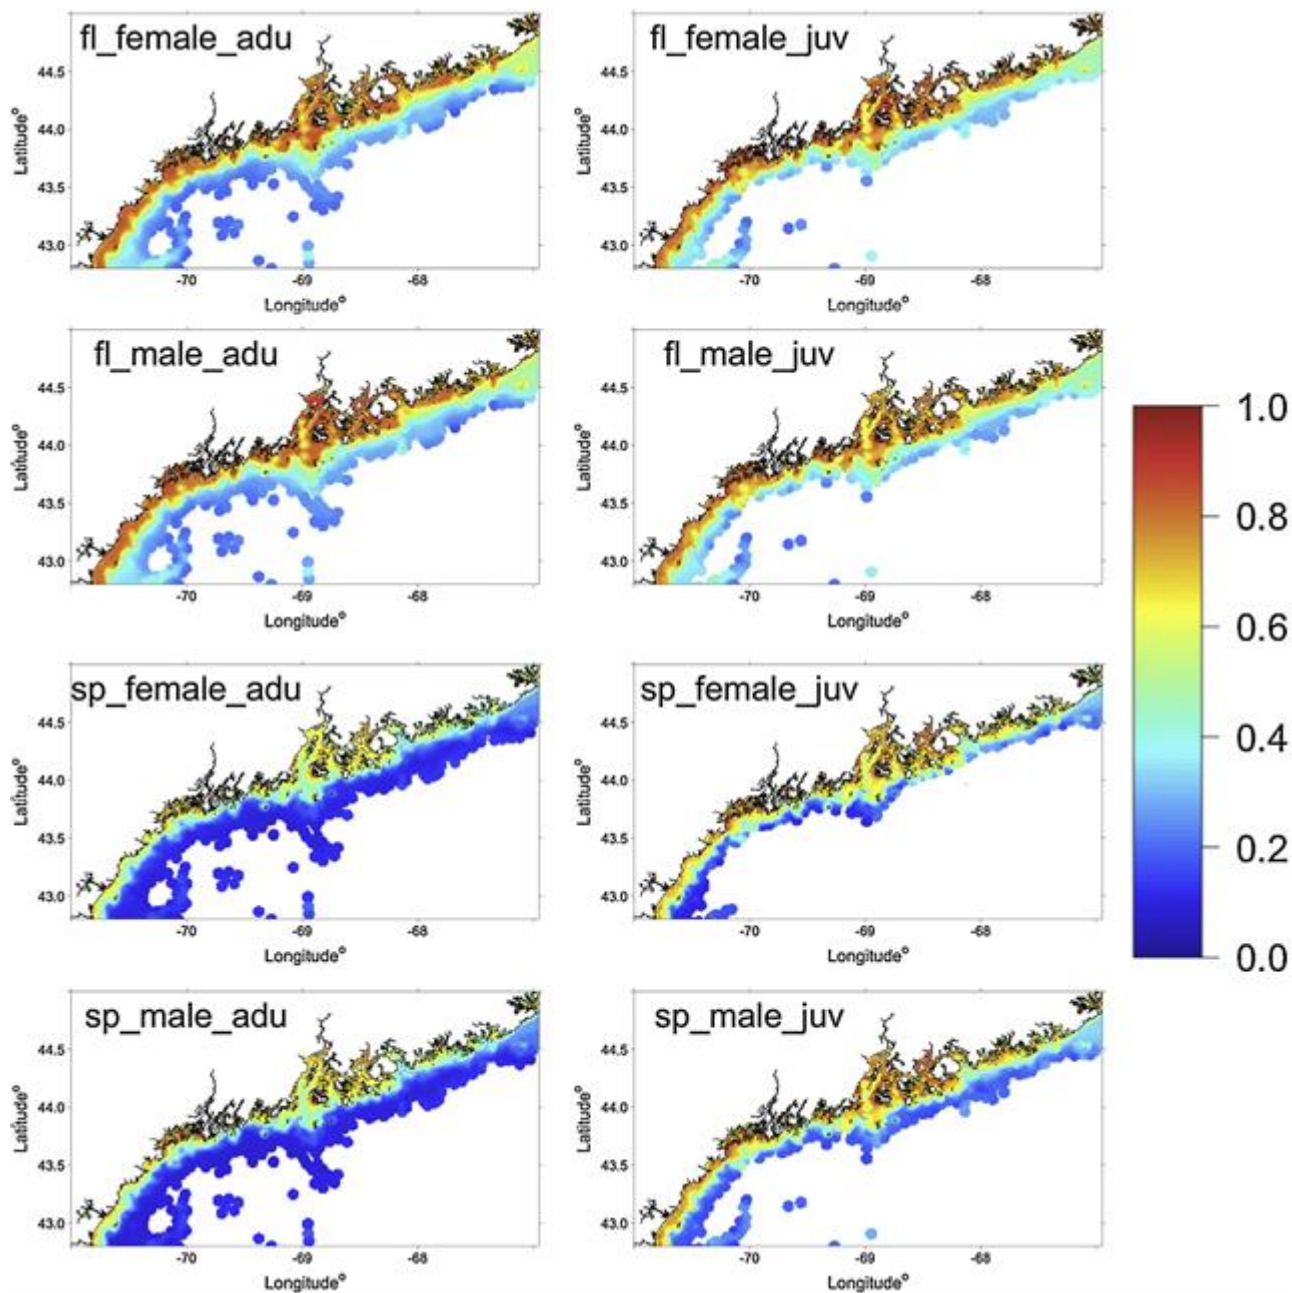 fl_female_adu
44.5
44.0
43.5
43.0
Latitude°
-70
-69
-68
Longitude°
fl_female_juv
44.5
44.0
43.5
43.0
Latitude°
-70
-69
-68
Longitude°
fl_male_adu
44.5
44.0
43.5
43.0
Latitude°
-70
-69
-68
Longitude°
fl_male_juv
44.5
44.0
43.5
43.0
Latitude°
-70
-69
-68
Longitude°
sp_female_adu
44.5
44.0
43.5
43.0
Latitude°
-70
-69
-68
Longitude°
sp_female_juv
44.5
44.0
43.5
43.0
Latitude°
-70
-69
-68
Longitude°
sp_male_adu
44.5
44.0
43.5
43.0
Latitude°
-70
-69
-68
Longitude°
sp_male_juv
44.5
44.0
43.5
43.0
Latitude°
-70
-69
-68
Longitude°
1.0
0.8
0.6
0.4
0.2
0.0